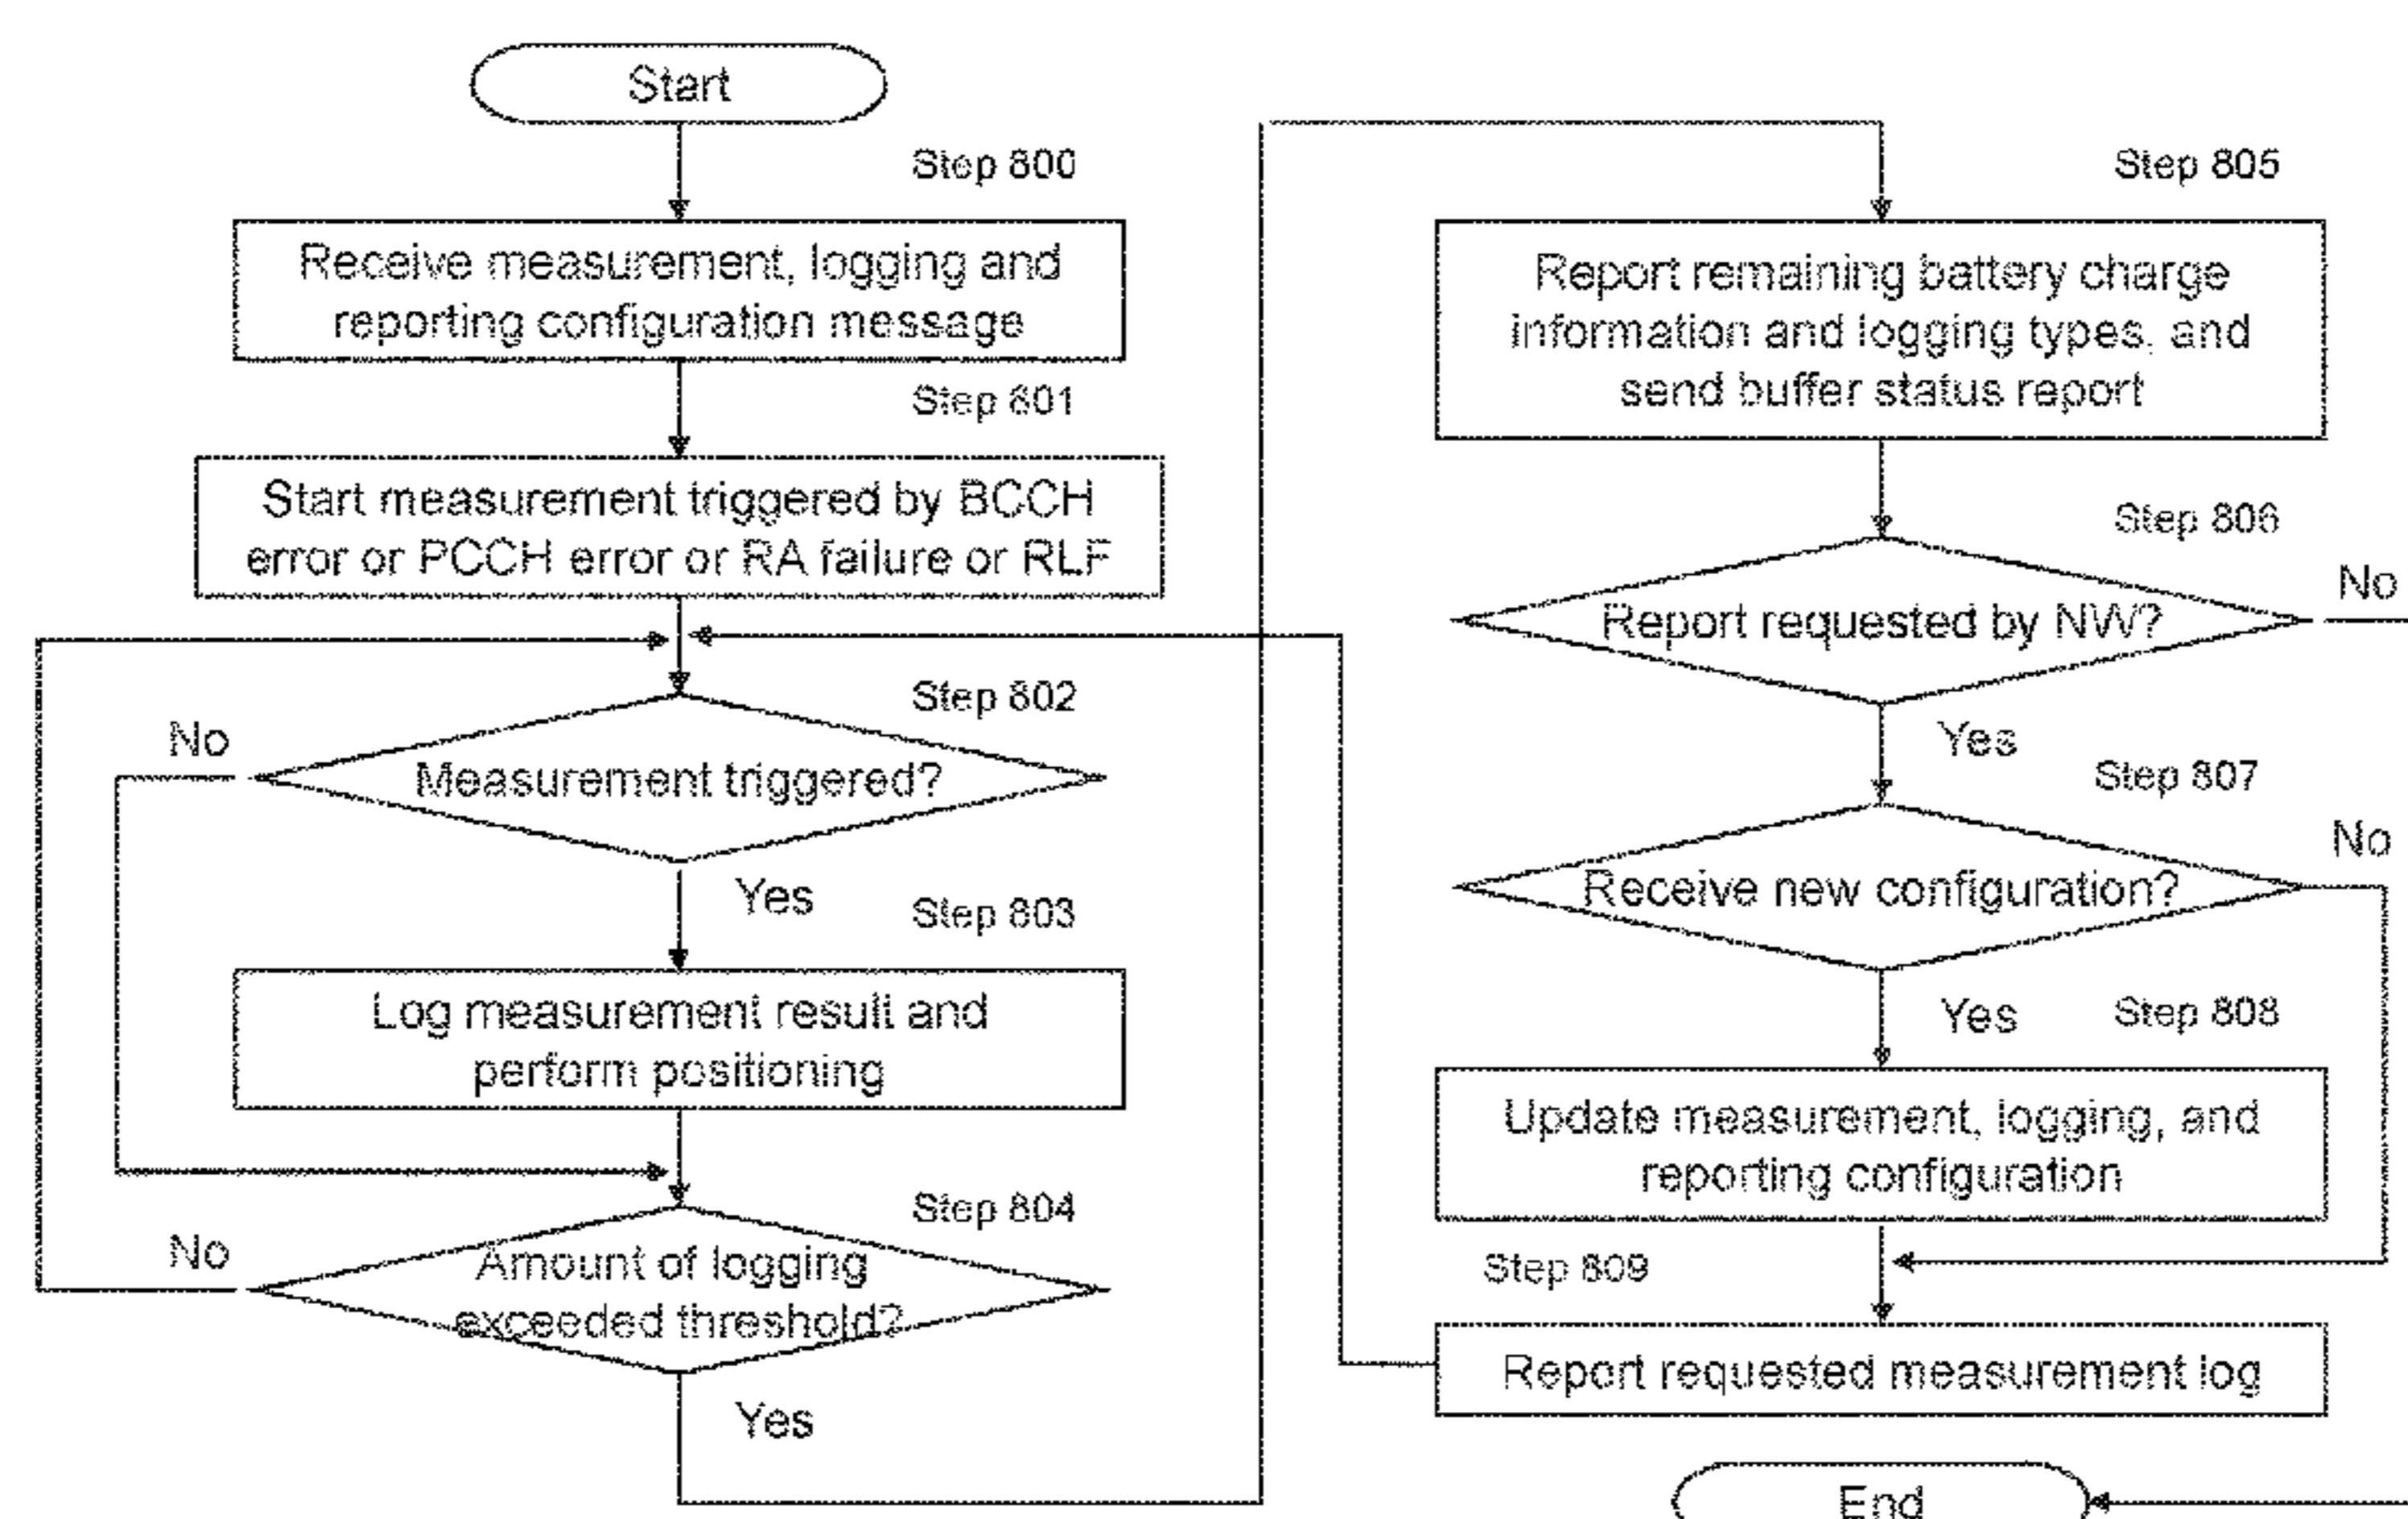 Start
Step 800
Receive measurement, logging and
reporting configuration message
Step 801
Start measurement triggered by BCCH
error or PCCH error or RA failure or RLF
Step 802
No
Measurement triggered?
Yes
Step 803
Log measurement result and
perform positioning
Step 804
No
Amount of logging
exceeded threshold?
Yes
Step 805
Report remaining battery charge
information and logging types, and
send buffer status report
Step 806
No
Report requested by NW?
Yes
Step 807
No
Receive new configuration?
Yes
Step 808
Update measurement, logging, and
reporting configuration
Step 809
Report requested measurement log
End